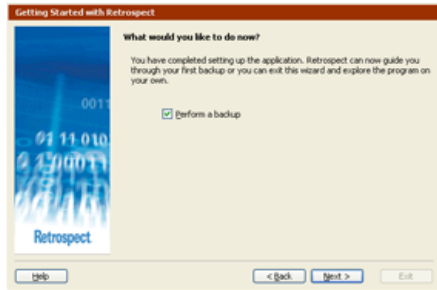 Getting Started with Retrospect
What would you like to do now?
You have completed setting up the application. Retrospect can now guide you
through your first backup or you can exit this wizard and explore the program on
your own.
Perform a backup
0011
01 11 010
Retrospect
Help
< Back
Next >
Exit